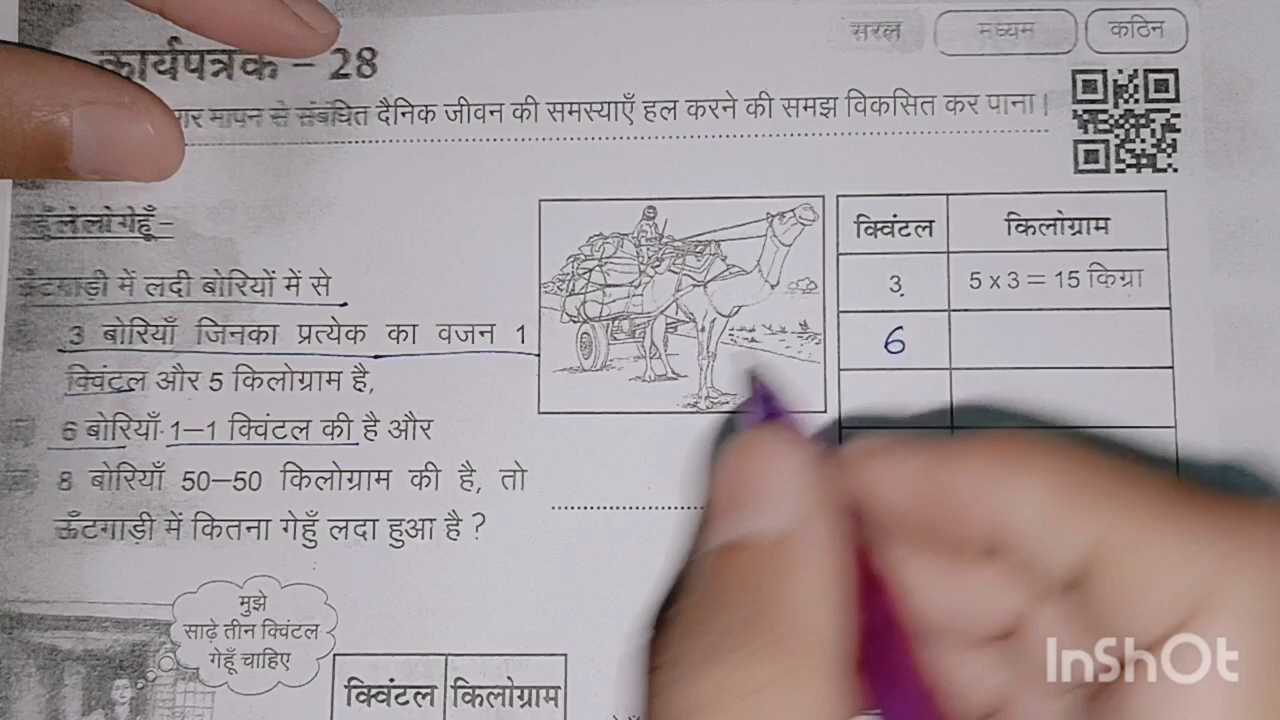 सरल मध्यम कठिन
कार्यपत्रक – 28
मापन से संबंधित दैनिक जीवन की समस्याएँ हल करने की समझ विकसित कर पाना।
गेहूँ–
ऊँटगाड़ी में लदी बोरियों में से
3 बोरियाँ जिनका प्रत्येक का वजन 1
क्विंटल और 5 किलोग्राम है,
6 बोरियाँ 1–1 क्विंटल की है और
8 बोरियाँ 50–50 किलोग्राम की है, तो
ऊँटगाड़ी में कितना गेहुँ लदा हुआ है ?
क्विंटल किलोग्राम
3 5 x 3 = 15 किग्रा
6
मुझे
साढ़े तीन क्विंटल
गेहूँ चाहिए
क्विंटल किलोग्राम
InShOt